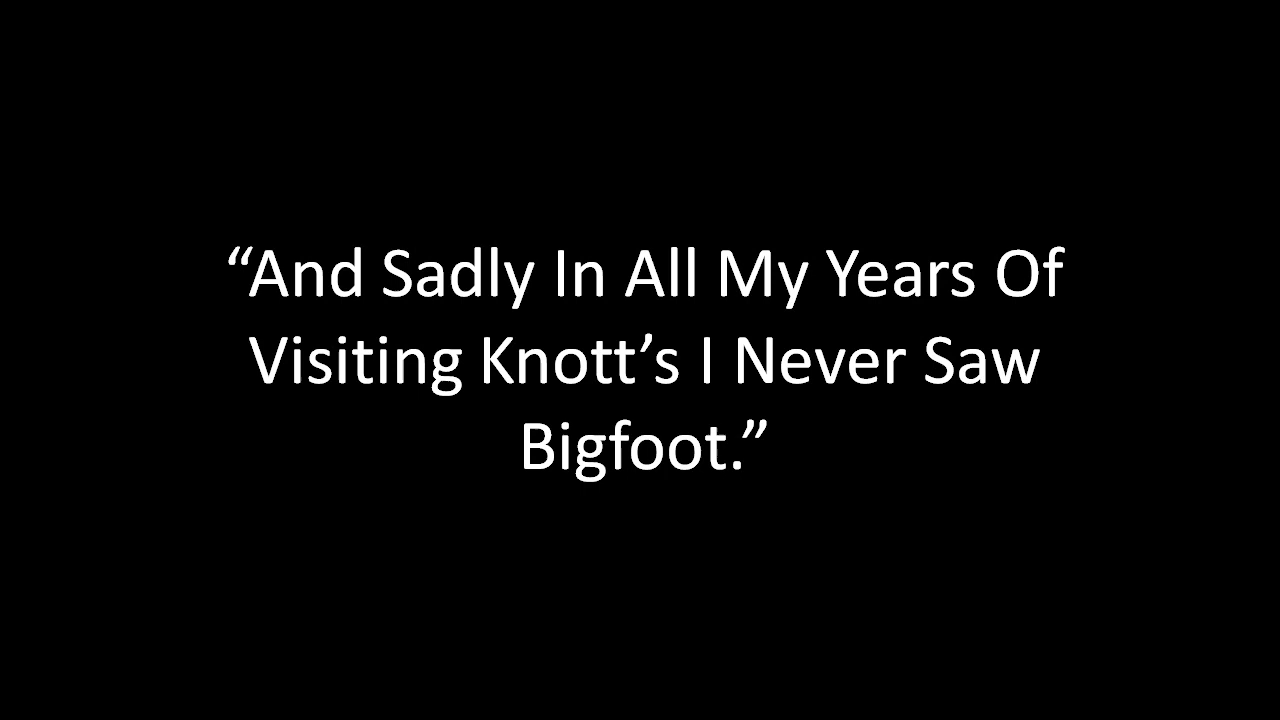 “And Sadly In All My Years Of
Visiting Knott’s I Never Saw
Bigfoot.”